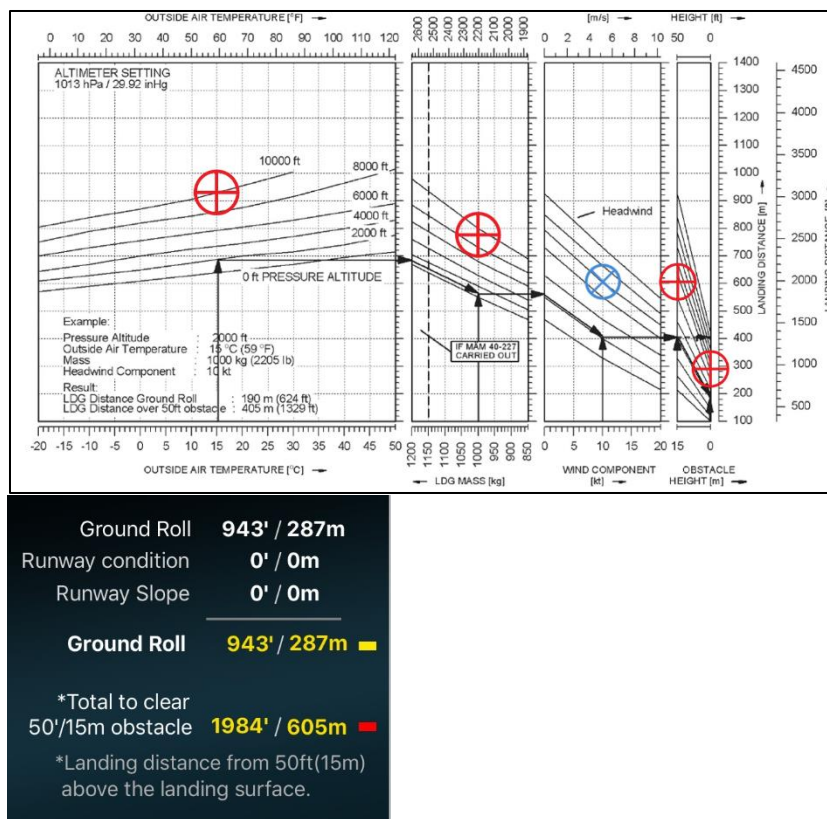 OUTSIDE AIR TEMPERATURE [°F]
[m/s]
HEIGHT [ft]
0 10 20 30 40 50 60 70 80 90 100 110 120
2600 2500 2400 2300 2200 2100 2000 1900
0 2 4 6 8 10 50 0
ALTIMETER SETTING
1013 hPa / 29.92 inHg
10000 ft
8000 ft
6000 ft
4000 ft
2000 ft
0 ft PRESSURE ALTITUDE
Example:
Pressure Altitude : 2000 ft
Outside Air Temperature : 15 °C (59 °F)
Mass : 1000 kg (2205 lb)
Headwind Component : 10 kt
Result:
LDG Distance Ground Roll : 190 m (624 ft)
LDG Distance over 50ft obstacle : 405 m (1329 ft)
IF MAM 40-227
CARRIED OUT
Headwind
1400
1300
1200
1100
1000
900
800
700
600
500
400
300
200
100
LANDING DISTANCE [m]
4500
4000
3500
3000
2500
2000
1500
1000
500
-20 -15 -10 -5 0 5 10 15 20 25 30 35 40 45 50
1200 1150 1100 1050 1000 950 900 850
0 5 10 15 20 15 0
OUTSIDE AIR TEMPERATURE [°C]
LDG MASS [kg]
WIND COMPONENT
[kt]
OBSTACLE
HEIGHT [m]
Ground Roll 943' / 287m
Runway condition 0' / 0m
Runway Slope 0' / 0m
Ground Roll 943' / 287m
*Total to clear
50'/15m obstacle 1984' / 605m
*Landing distance from 50ft(15m)
above the landing surface.